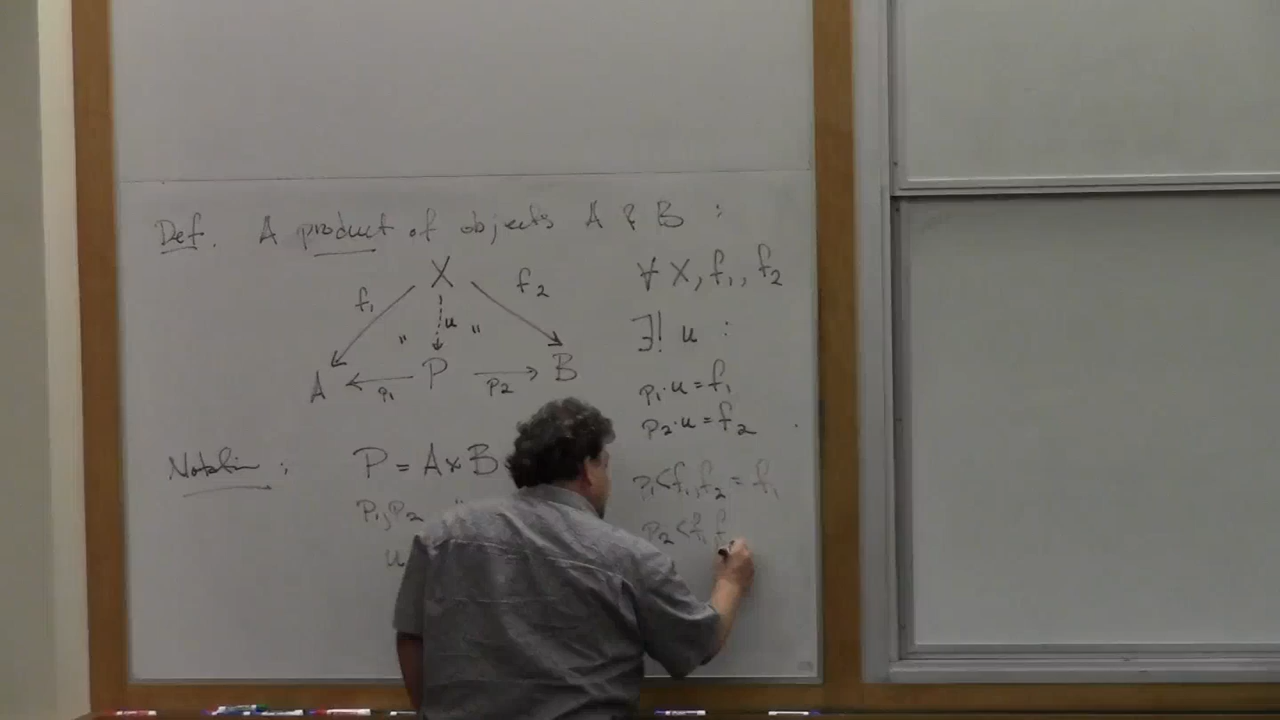 Def. A product of objects A & B :
X
f₁ f₂
u
" "
A P B
p₁ p₂
∀ X, f₁, f₂
∃! u :
p₁·u = f₁
p₂·u = f₂ .
Notation : P = A × B
p₁, p₂ "
u
p₁<f₁, f₂ = f₁
p₂<f₁ f